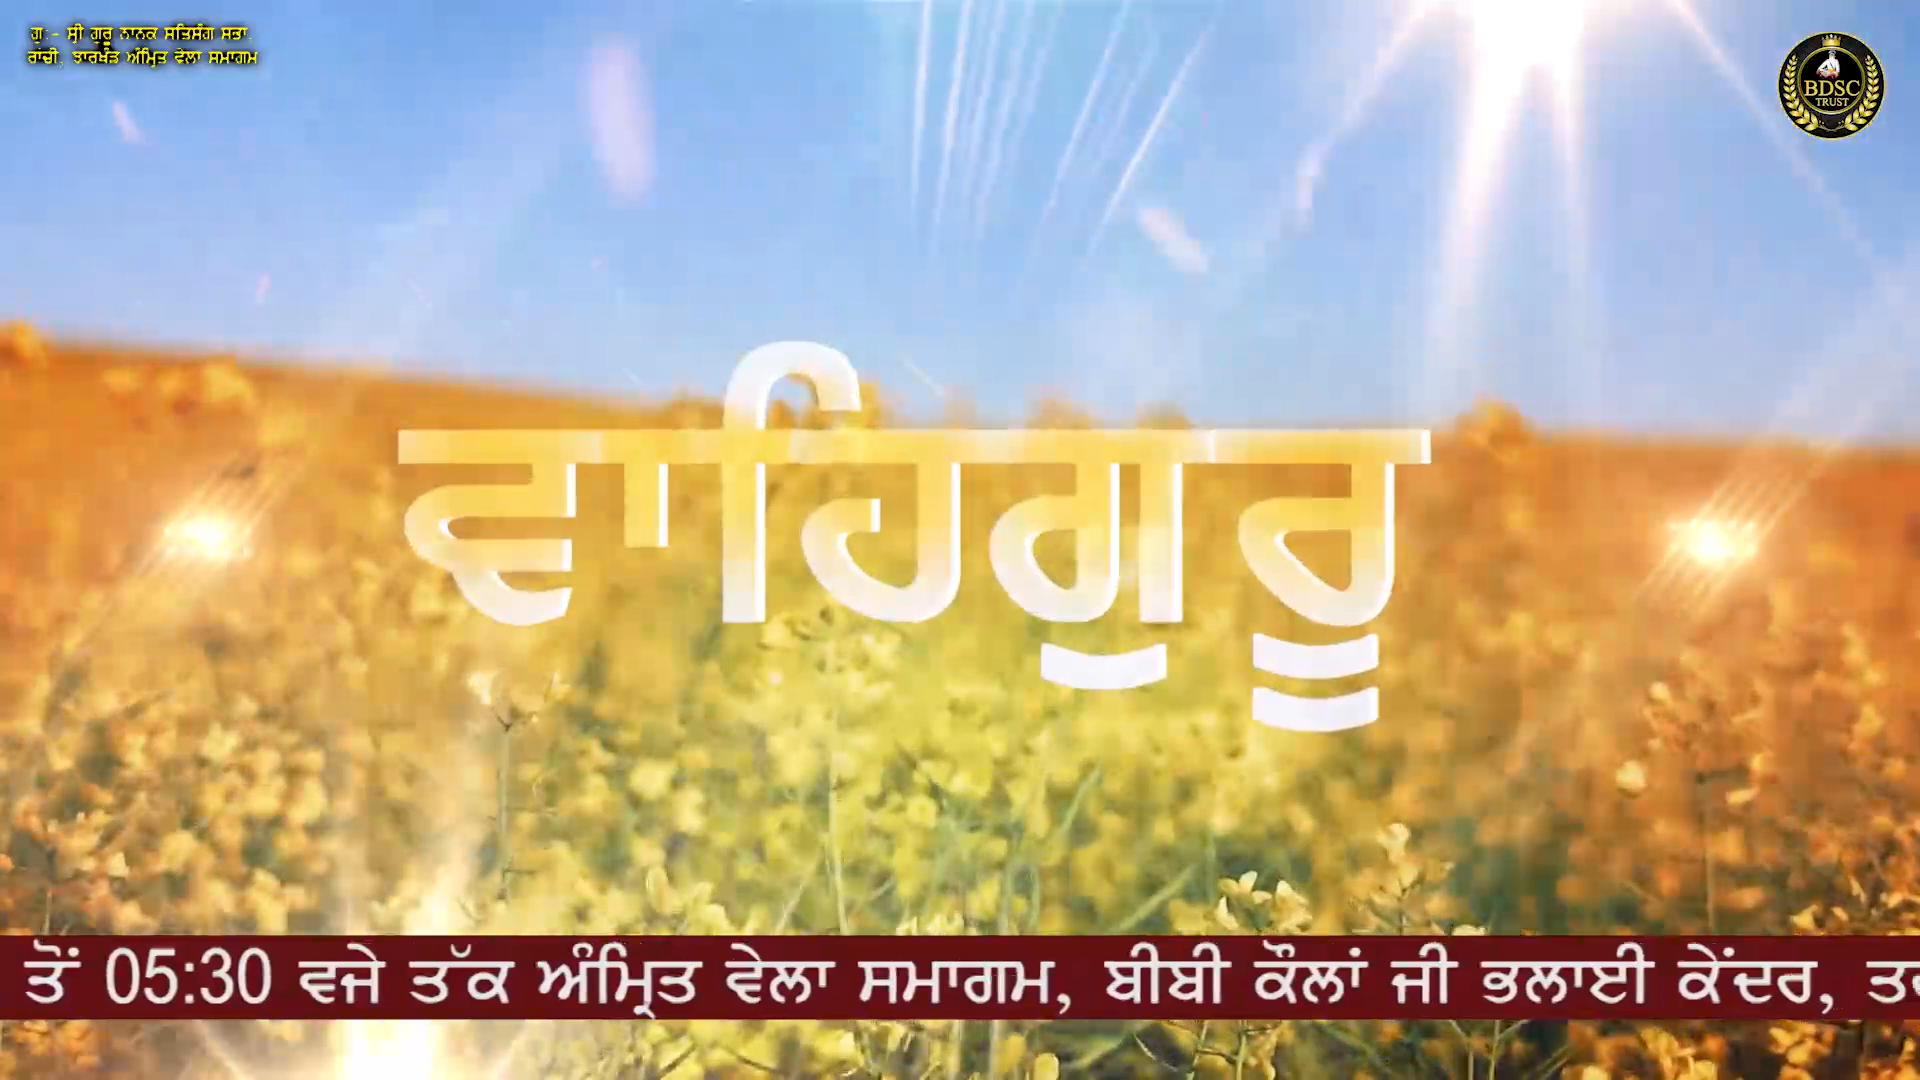 ਗੁ:- ਸ੍ਰੀ ਗੁਰੂ ਨਾਨਕ ਸਤਿਸੰਗ ਸਭਾ,
ਰਾਂਚੀ, ਝਾਰਖੰਡ ਅੰਮ੍ਰਿਤ ਵੇਲਾ ਸਮਾਗਮ
BDSC
TRUST
ਵਾਹਿਗੁਰੂ
ਤੋਂ 05:30 ਵਜੇ ਤੱਕ ਅੰਮ੍ਰਿਤ ਵੇਲਾ ਸਮਾਗਮ, ਬੀਬੀ ਕੌਲਾਂ ਜੀ ਭਲਾਈ ਕੇਂਦਰ,